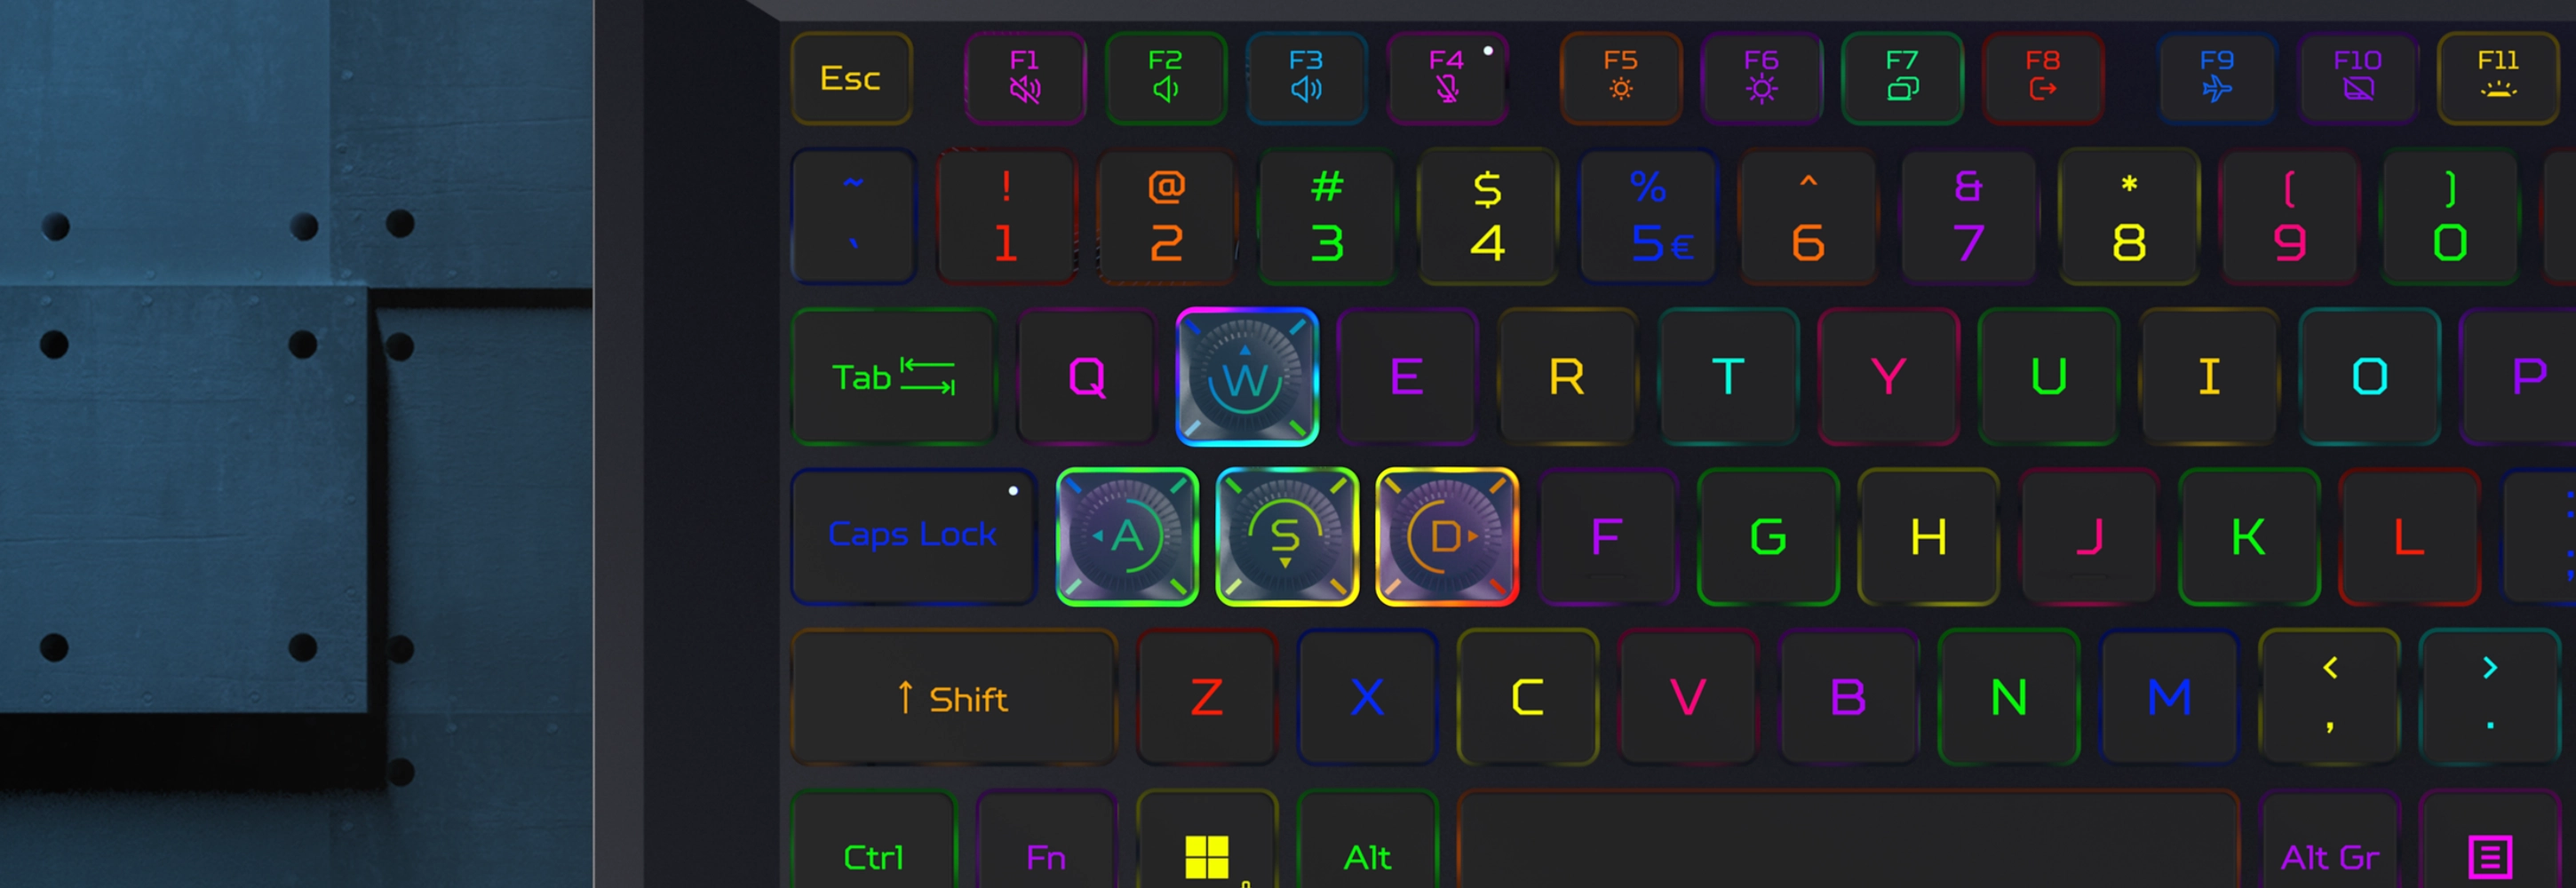 Esc F1 F2 F3 F4 F5 F6 F7 F8 F9 F10 F11
~ ! @ # $ % ^ & * ( )
` 1 2 3 4 5 € 6 7 8 9 0
Tab Q W E R T Y U I O P
Caps Lock A S D F G H J K L : ;
↑ Shift Z X C V B N M < , > .
Ctrl Fn Alt Alt Gr